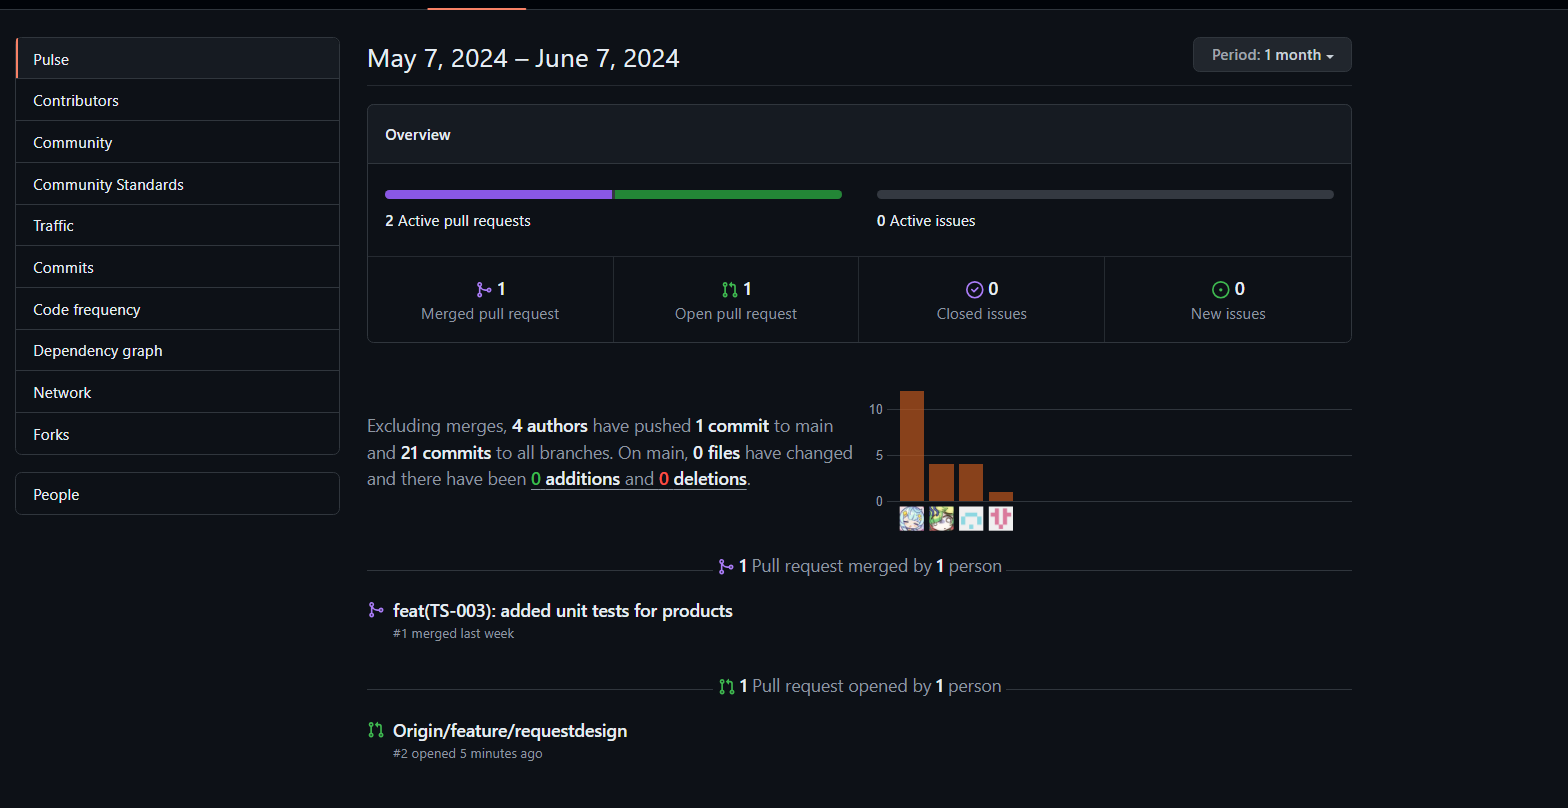 Pulse
Contributors
Community
Community Standards
Traffic
Commits
Code frequency
Dependency graph
Network
Forks
People
May 7, 2024 – June 7, 2024
Period: 1 month
Overview
2 Active pull requests
0 Active issues
1
Merged pull request
1
Open pull request
0
Closed issues
0
New issues
Excluding merges, 4 authors have pushed 1 commit to main
and 21 commits to all branches. On main, 0 files have changed
and there have been 0 additions and 0 deletions.
10
5
0
1 Pull request merged by 1 person
feat(TS-003): added unit tests for products
#1 merged last week
1 Pull request opened by 1 person
Origin/feature/requestdesign
#2 opened 5 minutes ago